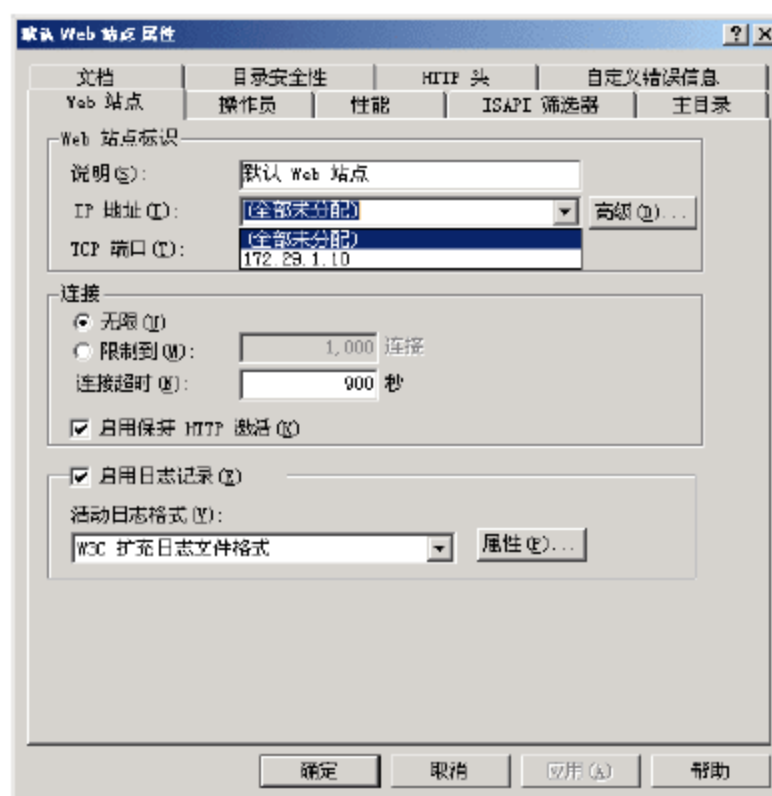 默认 Web 站点 属性
文档 目录安全性 HTTP 头 自定义错误信息
Web 站点 操作员 性能 ISAPI 筛选器 主目录
Web 站点标识
说明(S): 默认 Web 站点
IP 地址(I): (全部未分配) 高级(D)...
(全部未分配)
TCP 端口(T):
172.29.1.10
连接
无限(U)
限制到(M): 1,000 连接
连接超时(N): 900 秒
启用保持 HTTP 激活(K)
启用日志记录(E)
活动日志格式(V):
W3C 扩充日志文件格式 属性(P)...
确定 取消 应用(A) 帮助